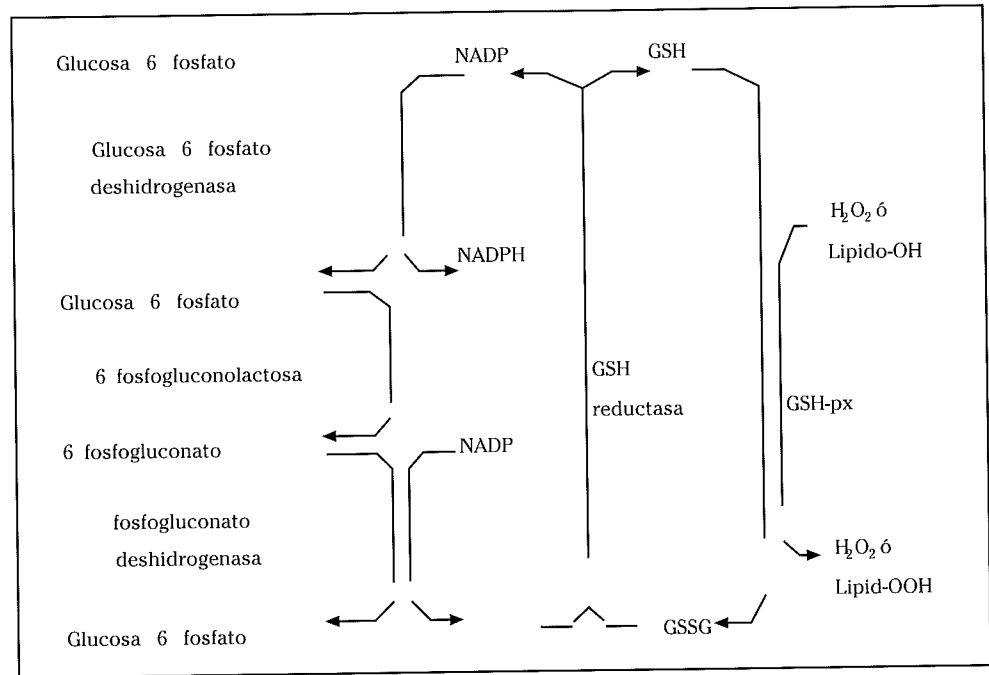 Glucosa 6 fosfato
NADP
GSH
Glucosa 6 fosfato
deshidrogenasa
H₂O₂ ó
Lipido-OH
NADPH
Glucosa 6 fosfato
6 fosfogluconolactosa
GSH
reductasa
GSH-px
6 fosfogluconato
NADP
fosfogluconato
deshidrogenasa
H₂O₂ ó
Lipid-OOH
Glucosa 6 fosfato
GSSG